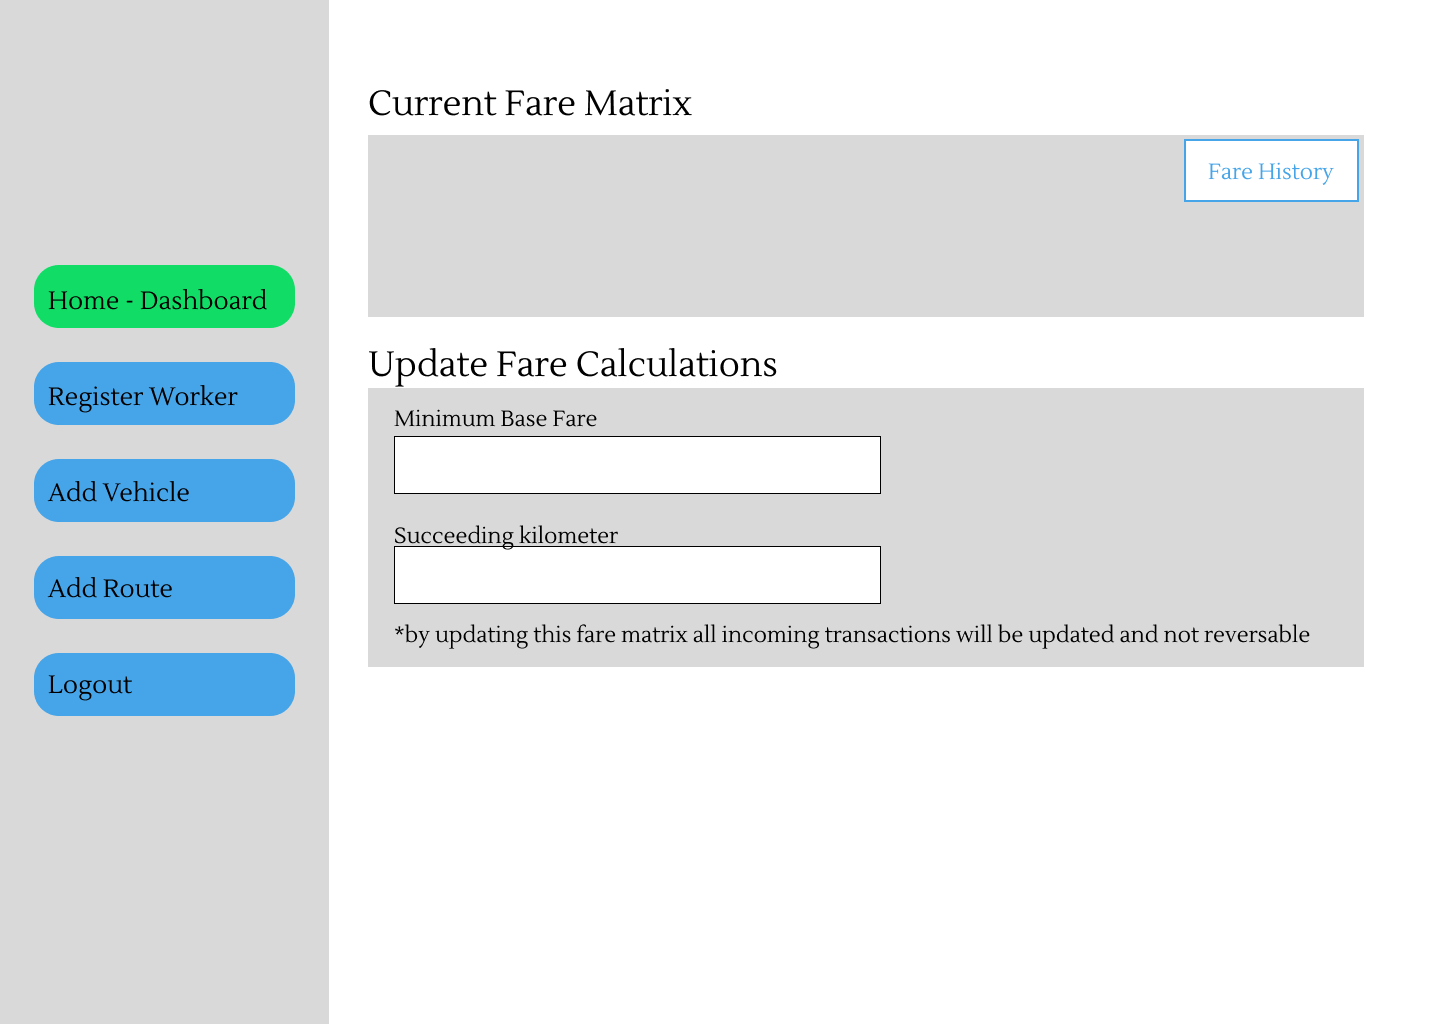 Home - Dashboard
Register Worker
Add Vehicle
Add Route
Logout
Current Fare Matrix
Fare History
Update Fare Calculations
Minimum Base Fare
Succeeding kilometer
*by updating this fare matrix all incoming transactions will be updated and not reversable